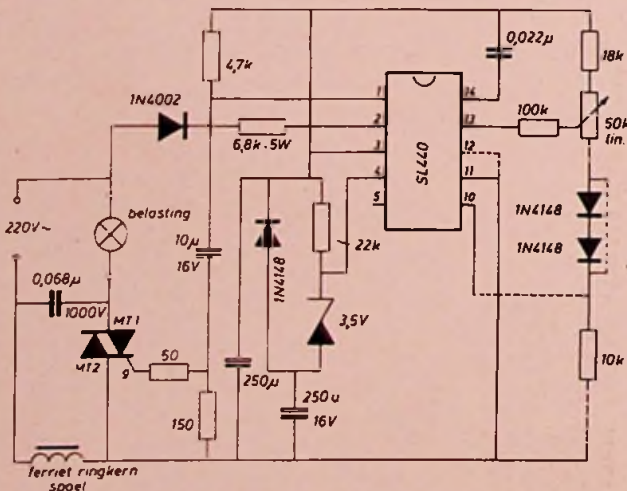 4,7k
0,022µ
18k
1N4002
1
14
2
13
100k
50k
lin.
6,8k - 5W
3
12
SL440
4
11
5
10
220V~
belasting
1N4148
1N4148
10µ
16V
1N4148
22k
0,068µ
1000V
MT1
3,5V
MT2
g
50
250µ
10k
150
250µ
16V
ferriet ringkern
spoel